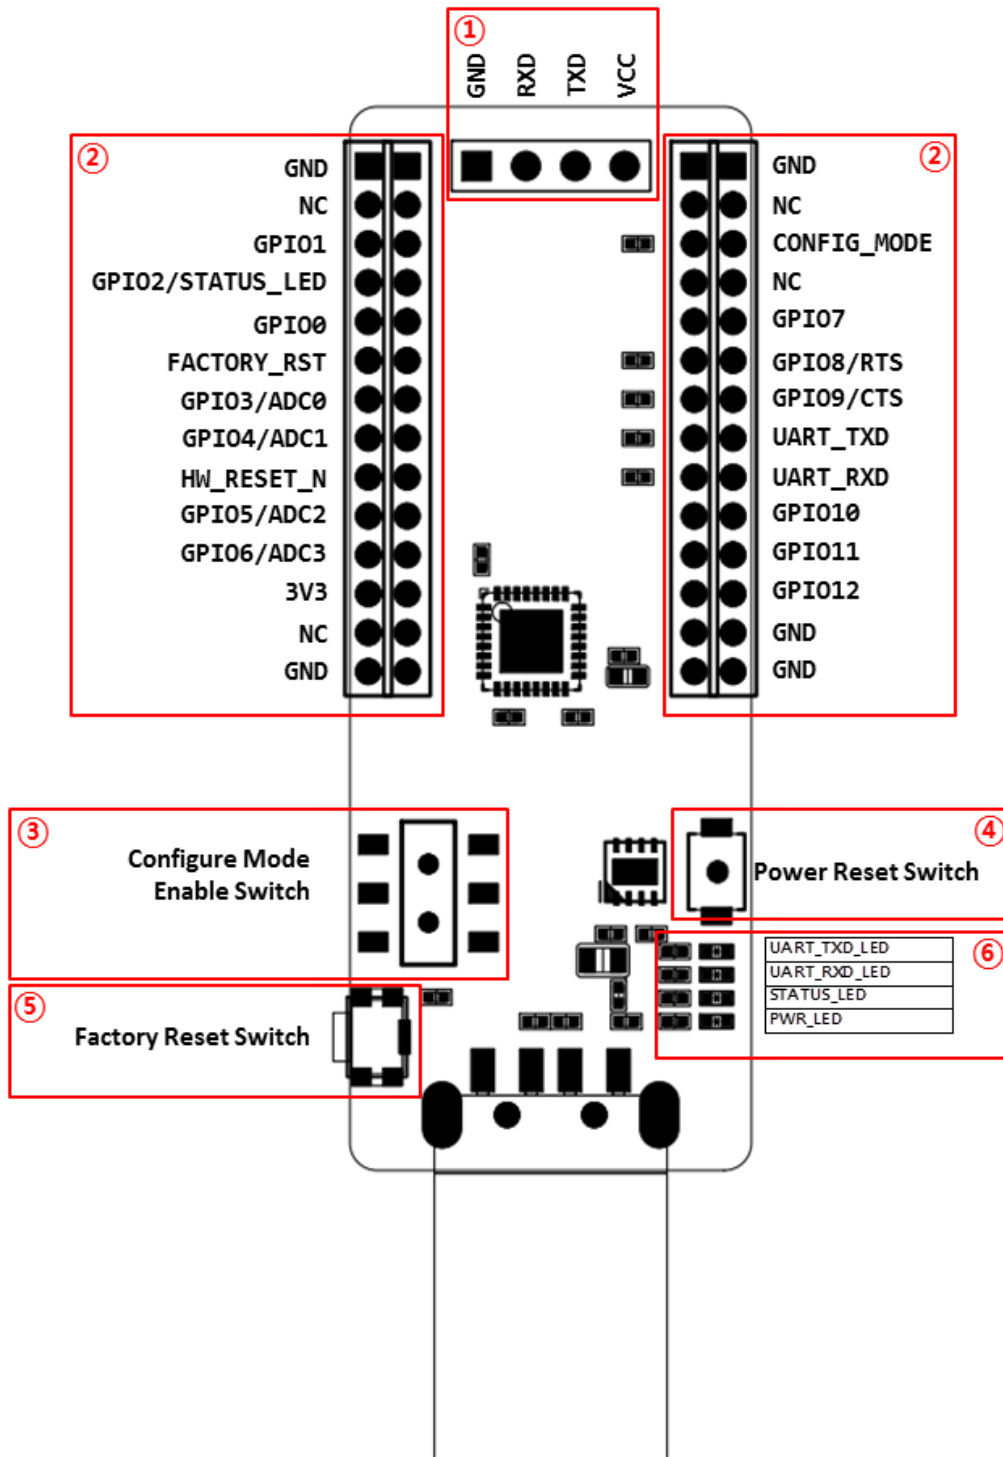 ①
GND
RXD
TXD
VCC
②
GND
NC
GPIO1
GPIO2/STATUS_LED
GPIO0
FACTORY_RST
GPIO3/ADC0
GPIO4/ADC1
HW_RESET_N
GPIO5/ADC2
GPIO6/ADC3
3V3
NC
GND
②
GND
NC
CONFIG_MODE
NC
GPIO7
GPIO8/RTS
GPIO9/CTS
UART_TXD
UART_RXD
GPIO10
GPIO11
GPIO12
GND
GND
③
Configure Mode
Enable Switch
④
Power Reset Switch
⑤
Factory Reset Switch
⑥
UART_TXD_LED
UART_RXD_LED
STATUS_LED
PWR_LED